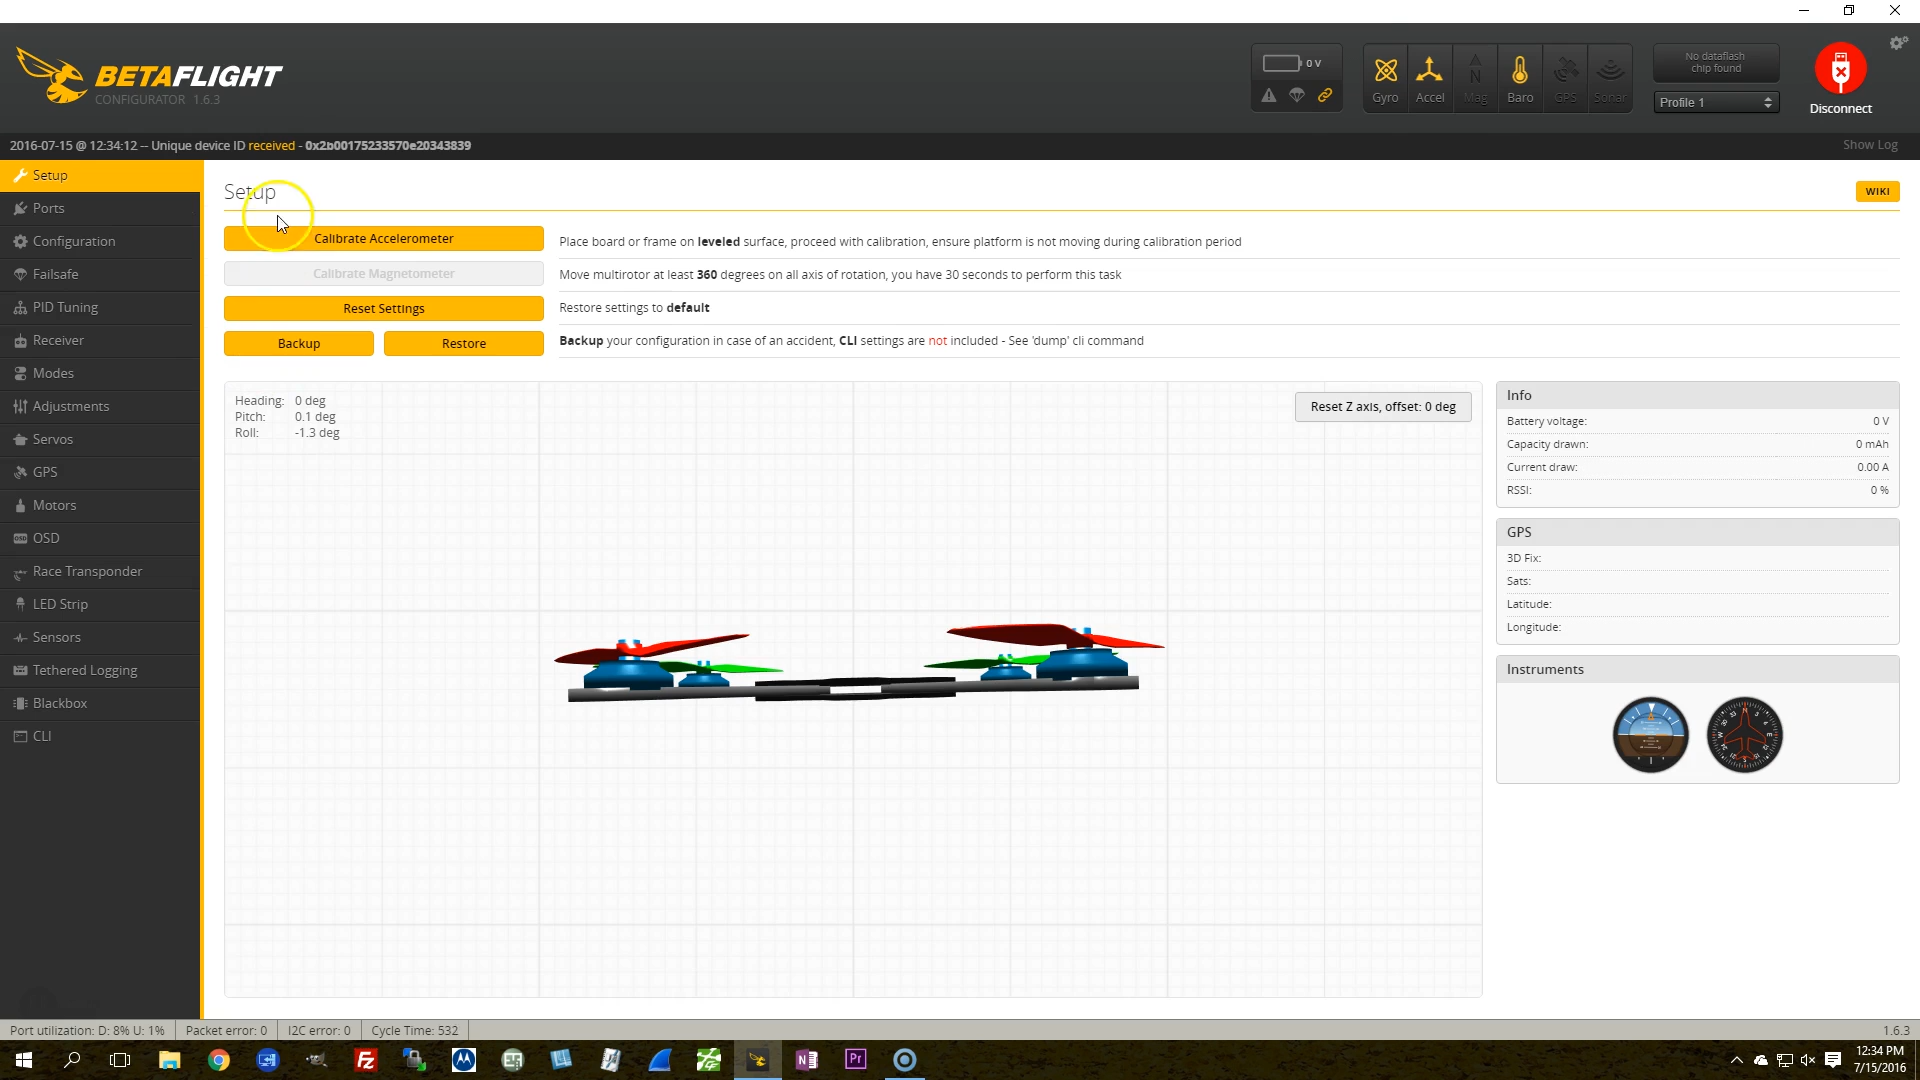 BETAFLIGHT
CONFIGURATOR 1.6.3
0 V
Gyro
Accel
Mag
Baro
GPS
Sonar
No dataflash
chip found
Profile 1
Disconnect
2016-07-15 @ 12:34:12 -- Unique device ID received - 0x2b00175233570e20343839
Show Log
Setup
Ports
Configuration
Failsafe
PID Tuning
Receiver
Modes
Adjustments
Servos
GPS
Motors
OSD
Race Transponder
LED Strip
Sensors
Tethered Logging
Blackbox
CLI
Setup
WIKI
Calibrate Accelerometer
Place board or frame on leveled surface, proceed with calibration, ensure platform is not moving during calibration period
Calibrate Magnetometer
Move multirotor at least 360 degrees on all axis of rotation, you have 30 seconds to perform this task
Reset Settings
Restore settings to default
Backup
Restore
Backup your configuration in case of an accident, CLI settings are not included - See 'dump' cli command
Heading: 0 deg
Pitch: 0.1 deg
Roll: -1.3 deg
Reset Z axis, offset: 0 deg
Info
Battery voltage: 0 V
Capacity drawn: 0 mAh
Current draw: 0.00 A
RSSI: 0 %
GPS
3D Fix:
Sats:
Latitude:
Longitude:
Instruments
Port utilization: D: 8% U: 1%
Packet error: 0
I2C error: 0
Cycle Time: 532
1.6.3
12:34 PM
7/15/2016